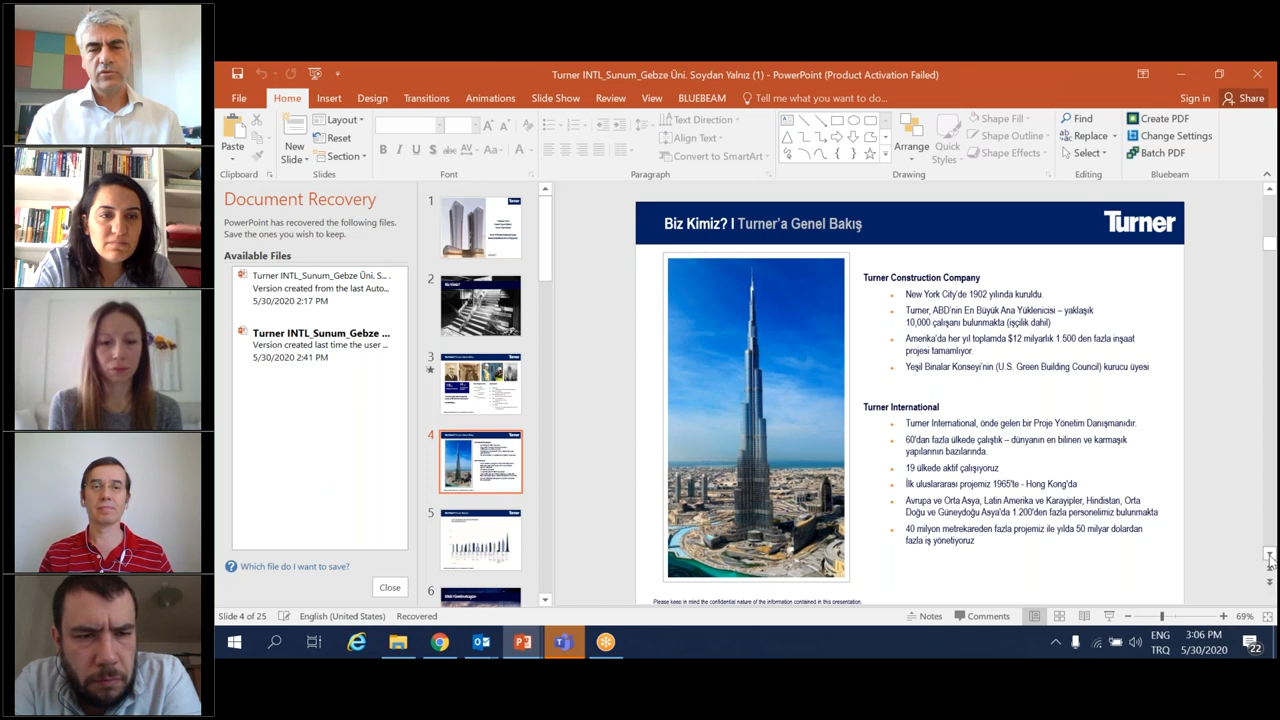 Turner INTL_Sunum_Gebze Üni. Soydan Yalnız (1) - PowerPoint (Product Activation Failed)
File Home Insert Design Transitions Animations Slide Show Review View BLUEBEAM Tell me what you want to do... Sign in Share
Paste
Clipboard
New
Slide
Layout
Reset
Section
Slides
Font
Text Direction
Align Text
Convert to SmartArt
Paragraph
Arrange
Quick
Styles
Shape Fill
Shape Outline
Shape Effects
Drawing
Find
Replace
Select
Editing
Create PDF
Change Settings
Batch PDF
Bluebeam
Document Recovery
PowerPoint has recovered the following files.
Save the ones you wish to keep.
Available Files
Turner INTL_Sunum_Gebze Üni. S...
Version created from the last Auto...
5/30/2020 2:17 PM
Turner INTL_Sunum_Gebze ...
Version created last time the user ...
5/30/2020 2:41 PM
Which file do I want to save?
Close
1
2
Biz Kimiz?
3
4
5
6
Biz Kimiz? I Turner'a Genel Bakış
Turner
Turner Construction Company
New York City'de 1902 yılında kuruldu.
Turner, ABD'nin En Büyük Ana Yüklenicisi – yaklaşık
10,000 çalışanı bulunmakta (işçilik dahil)
Amerika'da her yıl toplamda $12 milyarlık 1.500 den fazla inşaat
projesi tamamlıyor.
Yeşil Binalar Konseyi'nin (U.S. Green Building Council) kurucu üyesi
Turner International
Turner International, önde gelen bir Proje Yönetim Danışmanıdır.
60'dan fazla ülkede çalıştık – dünyanın en bilinen ve karmaşık
yapılarının bazılarında.
19 ülkede aktif çalışıyoruz
İlk uluslararası projemiz 1965'te - Hong Kong'da
Avrupa ve Orta Asya, Latin Amerika ve Karayipler, Hindistan, Orta
Doğu ve Güneydoğu Asya'da 1.200'den fazla personelimiz bulunmakta
40 milyon metrekareden fazla projemiz ile yılda 50 milyar dolardan
fazla iş yönetiyoruz
Please keep in mind the confidential nature of the information contained in this presentation.
Slide 4 of 25 English (United States) Recovered Notes Comments 69%
ENG
TRQ
3:06 PM
5/30/2020
22